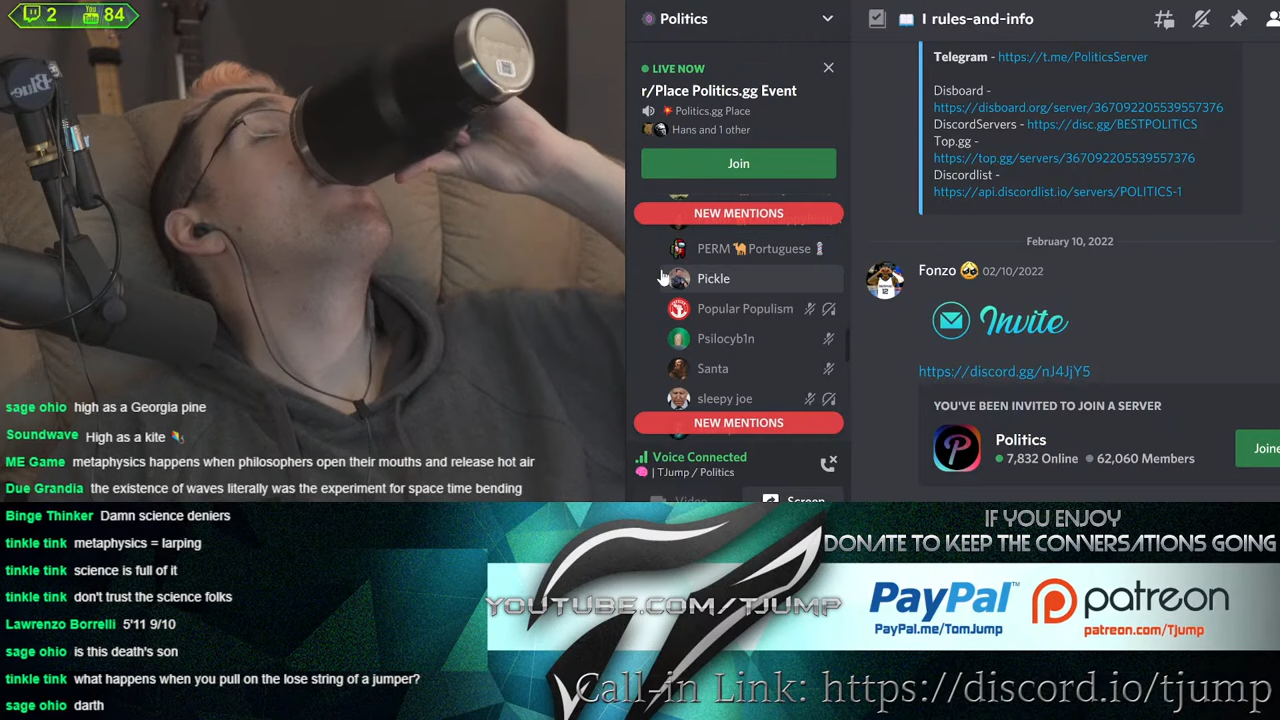 2
You Tube 84
Blue
Politics
LIVE NOW
r/Place Politics.gg Event
Politics.gg Place
Hans and 1 other
Join
NEW MENTIONS
PERM Portuguese
Pickle
Popular Populism
Psilocyb1n
Santa
sleepy joe
NEW MENTIONS
Voice Connected
| TJump / Politics
Video
Screen
I rules-and-info
Telegram - https://t.me/PoliticsServer
Disboard -
https://disboard.org/server/367092205539557376
DiscordServers - https://disc.gg/BESTPOLITICS
Top.gg -
https://top.gg/servers/367092205539557376
Discordlist -
https://api.discordlist.io/servers/POLITICS-1
February 10, 2022
Fonzo 02/10/2022
12
Invite
https://discord.gg/nJ4JjY5
YOU'VE BEEN INVITED TO JOIN A SERVER
Politics
7,832 Online 62,060 Members
Joine
sage ohio high as a Georgia pine
Soundwave High as a kite
ME Game metaphysics happens when philosophers open their mouths and release hot air
Due Grandia the existence of waves literally was the experiment for space time bending
Binge Thinker Damn science deniers
tinkle tink metaphysics = larping
tinkle tink science is full of it
tinkle tink don't trust the science folks
Lawrenzo Borrelli 5'11 9/10
sage ohio is this death's son
tinkle tink what happens when you pull on the lose string of a jumper?
sage ohio darth
IF YOU ENJOY
DONATE TO KEEP THE CONVERSATIONS GOING
YOUTUBE.COM/TJUMP
PayPal™
PayPal.me/TomJump
patreon
patreon.com/Tjump
Call-in Link: https://discord.io/tjump